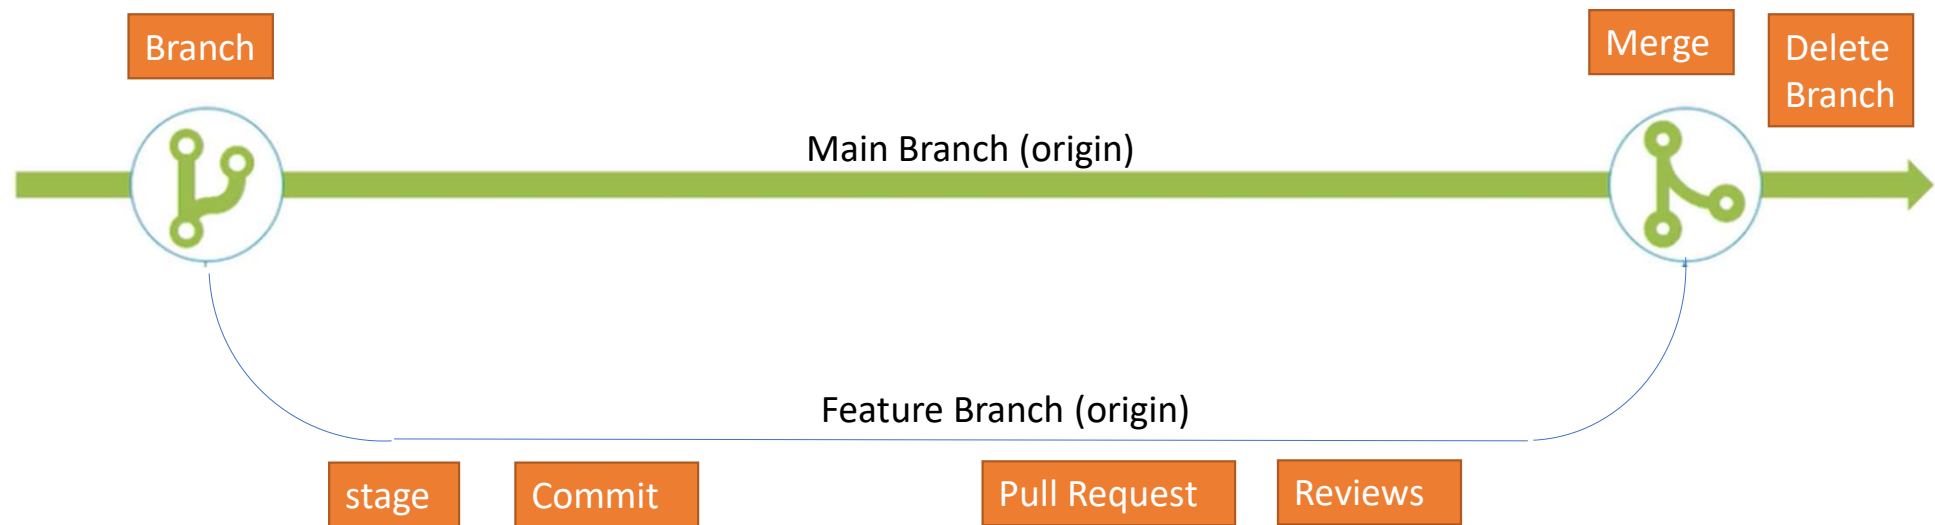 Branch
Merge
Delete
Branch
Main Branch (origin)
Feature Branch (origin)
stage
Commit
Pull Request
Reviews